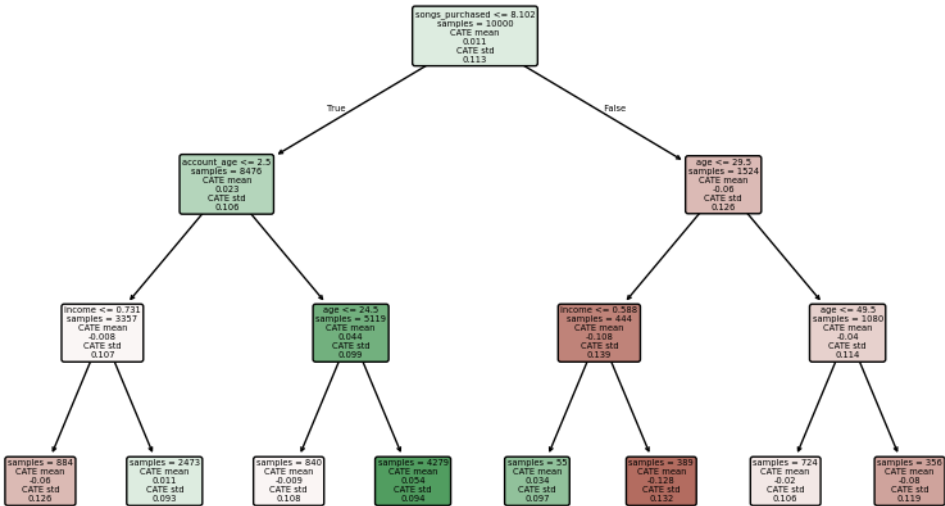 songs_purchased <= 8.102
samples = 10000
CATE mean
0.011
CATE std
0.113
True
False
account_age <= 2.5
samples = 8476
CATE mean
0.023
CATE std
0.106
age <= 29.5
samples = 1524
CATE mean
-0.06
CATE std
0.126
income <= 0.731
samples = 3357
CATE mean
-0.008
CATE std
0.107
age <= 24.5
samples = 5119
CATE mean
0.044
CATE std
0.099
income <= 0.588
samples = 444
CATE mean
-0.108
CATE std
0.139
age <= 49.5
samples = 1080
CATE mean
-0.04
CATE std
0.114
samples = 884
CATE mean
-0.06
CATE std
0.126
samples = 2473
CATE mean
0.011
CATE std
0.093
samples = 840
CATE mean
-0.009
CATE std
0.108
samples = 4279
CATE mean
0.054
CATE std
0.094
samples = 55
CATE mean
0.034
CATE std
0.097
samples = 389
CATE mean
-0.128
CATE std
0.132
samples = 724
CATE mean
-0.02
CATE std
0.106
samples = 356
CATE mean
-0.08
CATE std
0.119